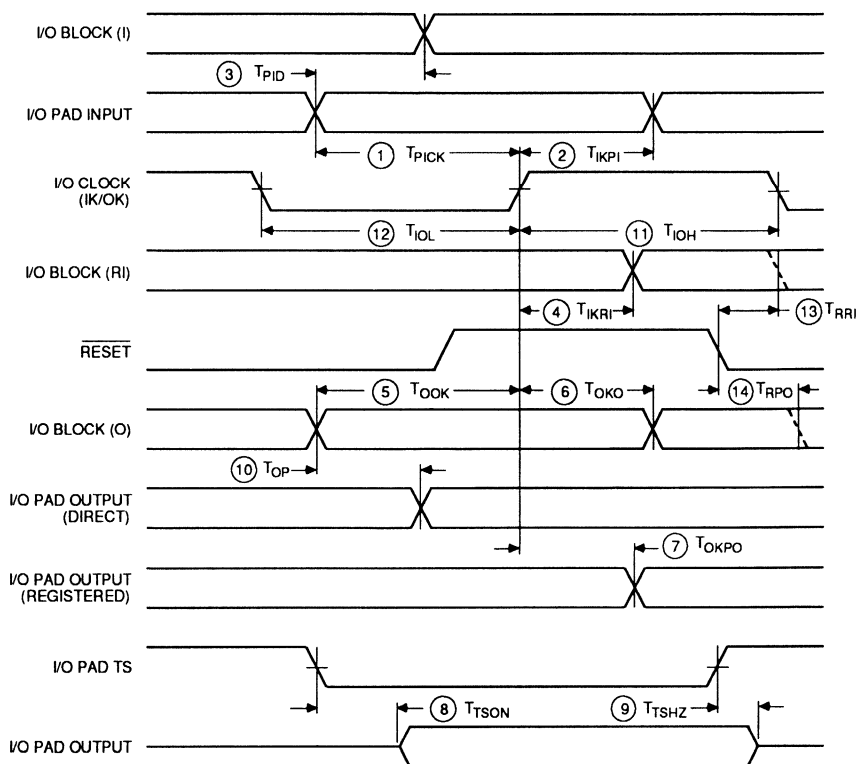 I/O BLOCK (I)
3 TPID
I/O PAD INPUT
1 TPICK 2 TIKPI
I/O CLOCK
(IK/OK)
12 TIOL 11 TIOH
I/O BLOCK (RI)
4 TIKRI 13 TRRI
RESET
5 TOOK 6 TOKO 14 TRPO
I/O BLOCK (O)
10 TOP
I/O PAD OUTPUT
(DIRECT)
7 TOKPO
I/O PAD OUTPUT
(REGISTERED)
I/O PAD TS
8 TTSON 9 TTSHZ
I/O PAD OUTPUT